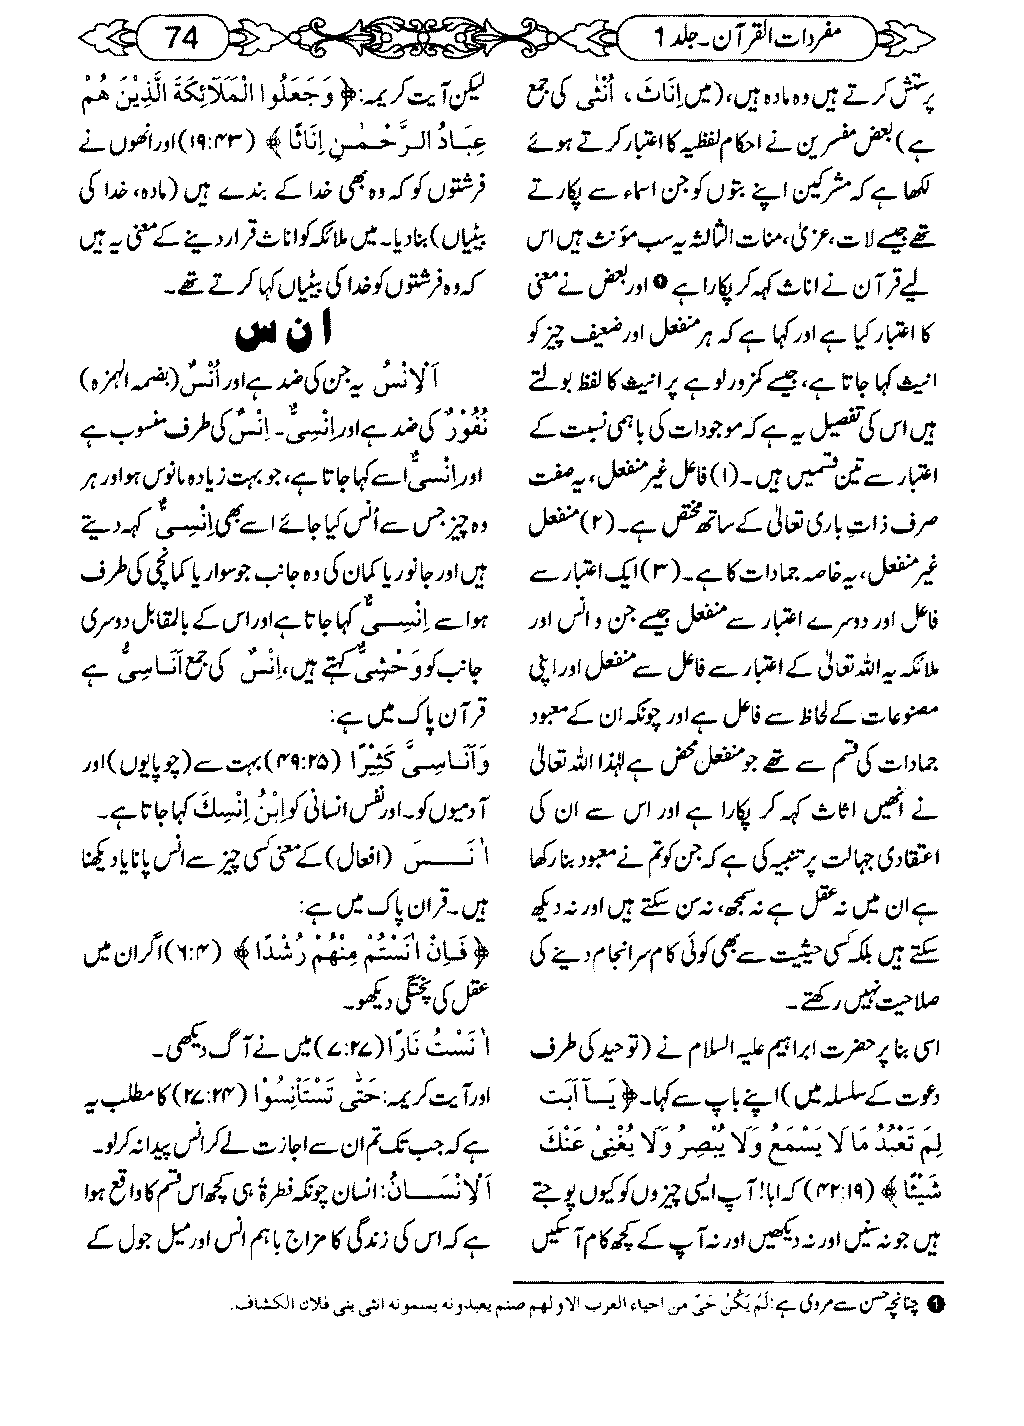 مفردات القرآن۔ جلد 1
74
پرستش کرتے ہیں وہ مادہ ہیں، (میں اِنَاث، اُنْثٰی کی جمع
ہے) بعض مفسرین نے احکام لفظیہ کا اعتبار کرتے ہوئے
لکھا ہے کہ مشرکین اپنے بتوں کو جن اسماء سے پکارتے
تھے جیسے لات، عزیٰ، منات الثالثہ یہ سب مؤنث ہیں اس
لیے قرآن نے اناث کہہ کر پکارا ہے ❶ اور بعض نے معنی
کا اعتبار کیا ہے اور کہا ہے کہ ہر منفعل اور ضعیف چیز کو
انیث کہا جاتا ہے، جیسے کمزور لوہے پر انیث کا لفظ بولتے
ہیں اس کی تفصیل یہ ہے کہ موجودات کی باہمی نسبت کے
اعتبار سے تین قسمیں ہیں۔ (۱) فاعل غیر منفعل، یہ صفت
صرف ذاتِ باری تعالیٰ کے ساتھ مختص ہے۔ (۲) منفعل
غیر منفعل، یہ خاصہ جمادات کا ہے۔ (۳) ایک اعتبار سے
فاعل اور دوسرے اعتبار سے منفعل جیسے جن و انس اور
ملائکہ یہ اللہ تعالیٰ کے اعتبار سے فاعل سے منفعل اور اپنی
مصنوعات کے لحاظ سے فاعل ہے اور چونکہ ان کے معبود
جمادات کی قسم سے تھے جو منفعل محض ہے لہٰذا اللہ تعالیٰ
نے انھیں اثاث کہہ کر پکارا ہے اور اس سے ان کی
اعتقادی جہالت پر تنبیہ کی ہے کہ جن کو تم نے معبود بنا رکھا
ہے ان میں نہ عقل ہے نہ سمجھ، نہ سن سکتے ہیں اور نہ دیکھ
سکتے ہیں بلکہ کسی حیثیت سے بھی کوئی کام سرانجام دینے کی
صلاحیت نہیں رکھتے۔
اسی بنا پر حضرت ابراہیم علیہ السلام نے (توحید کی طرف
دعوت کے سلسلہ میں) اپنے باپ سے کہا۔ ﴿یَـآ اَبَتِ
لِمَ تَعْبُدُ مَا لَا یَسْمَعُ وَلَا یُبْصِرُ وَلَا یُغْنِیْ عَنْكَ
شَیْئًا﴾ (۱۹:۴۲) کہ ابا! آپ ایسی چیزوں کو کیوں پوجتے
ہیں جو نہ سنیں اور نہ دیکھیں اور نہ آپ کے کچھ کام آ سکیں
لیکن آیت کریمہ: ﴿وَجَعَلُوا الْمَلَآئِكَةَ الَّذِیْنَ هُمْ
عِبَادُ الرَّحْمٰنِ اِنَاثًا﴾ (۱۹:۴۳) اور انھوں نے
فرشتوں کو کہ وہ بھی خدا کے بندے ہیں (مادہ، خدا کی
بیٹیاں) بنا دیا۔ میں ملائکہ کو اناث قرار دینے کے معنی یہ ہیں
کہ وہ فرشتوں کو خدا کی بیٹیاں کہا کرتے تھے۔
ا ن س
اَلْاِنْسُ یہ جن کی ضد ہے اور اُنْسٌ (بضمہ الہزہ)
نُفُوْرٌ کی ضد ہے اور اِنْسِیٌّ۔ اِنْسٌ کی طرف منسوب ہے
اور اِنْسِیٌّ اسے کہا جاتا ہے، جو بہت زیادہ مانوس ہو اور ہر
وہ چیز جس سے اُنس کیا جائے اسے بھی اِنْسِیٌّ کہہ دیتے
ہیں اور جانور یا کمان کی وہ جانب جو سوار یا کمانچی کی طرف
ہو اسے اِنْسِیٌّ کہا جاتا ہے اور اس کے بالمقابل دوسری
جانب کو وَحْشِیٌّ کہتے ہیں، اِنْسٌ کی جمع اَنَاسِیُّ ہے
قرآن پاک میں ہے:
وَاَنَاسِیَّ كَثِیْرًا (۴۹:۲۵) بہت سے (چوپایوں) اور
آدمیوں کو۔ اور نفس انسانی کو اِبْنُ اِنْسِكَ کہا جاتا ہے۔
اٰنَــسَ (افعال) کے معنی کسی چیز سے انس پانا یا دیکھنا
ہیں۔ قران پاک میں ہے:
﴿فَاِنْ اٰنَسْتُمْ مِنْهُمْ رُشْدًا﴾ (۶:۴) اگر ان میں
عقل کی پختگی دیکھو۔
اٰنَسْتُ نَارًا (۷:۲۷) میں نے آگ دیکھی۔
اور آیت کریمہ: حَتّٰی تَسْتَاْنِسُوْا (۲۷:۲۴) کا مطلب یہ
ہے کہ جب تک تم ان سے اجازت لے کر انس پیدا نہ کر لو۔
اَلْاِنْسَــانُ: انسان چونکہ فطرۃً ہی کچھ اس قسم کا واقع ہوا
ہے کہ اس کی زندگی کا مزاج باہم انس اور میل جول کے
❶ چنانچہ حسن سے مروی ہے: لَمْ یَكُنْ حَیٌّ من احیاء العرب الا و لهم صنم یعبدونه یسمونه انثی بنی فلان الكشاف.